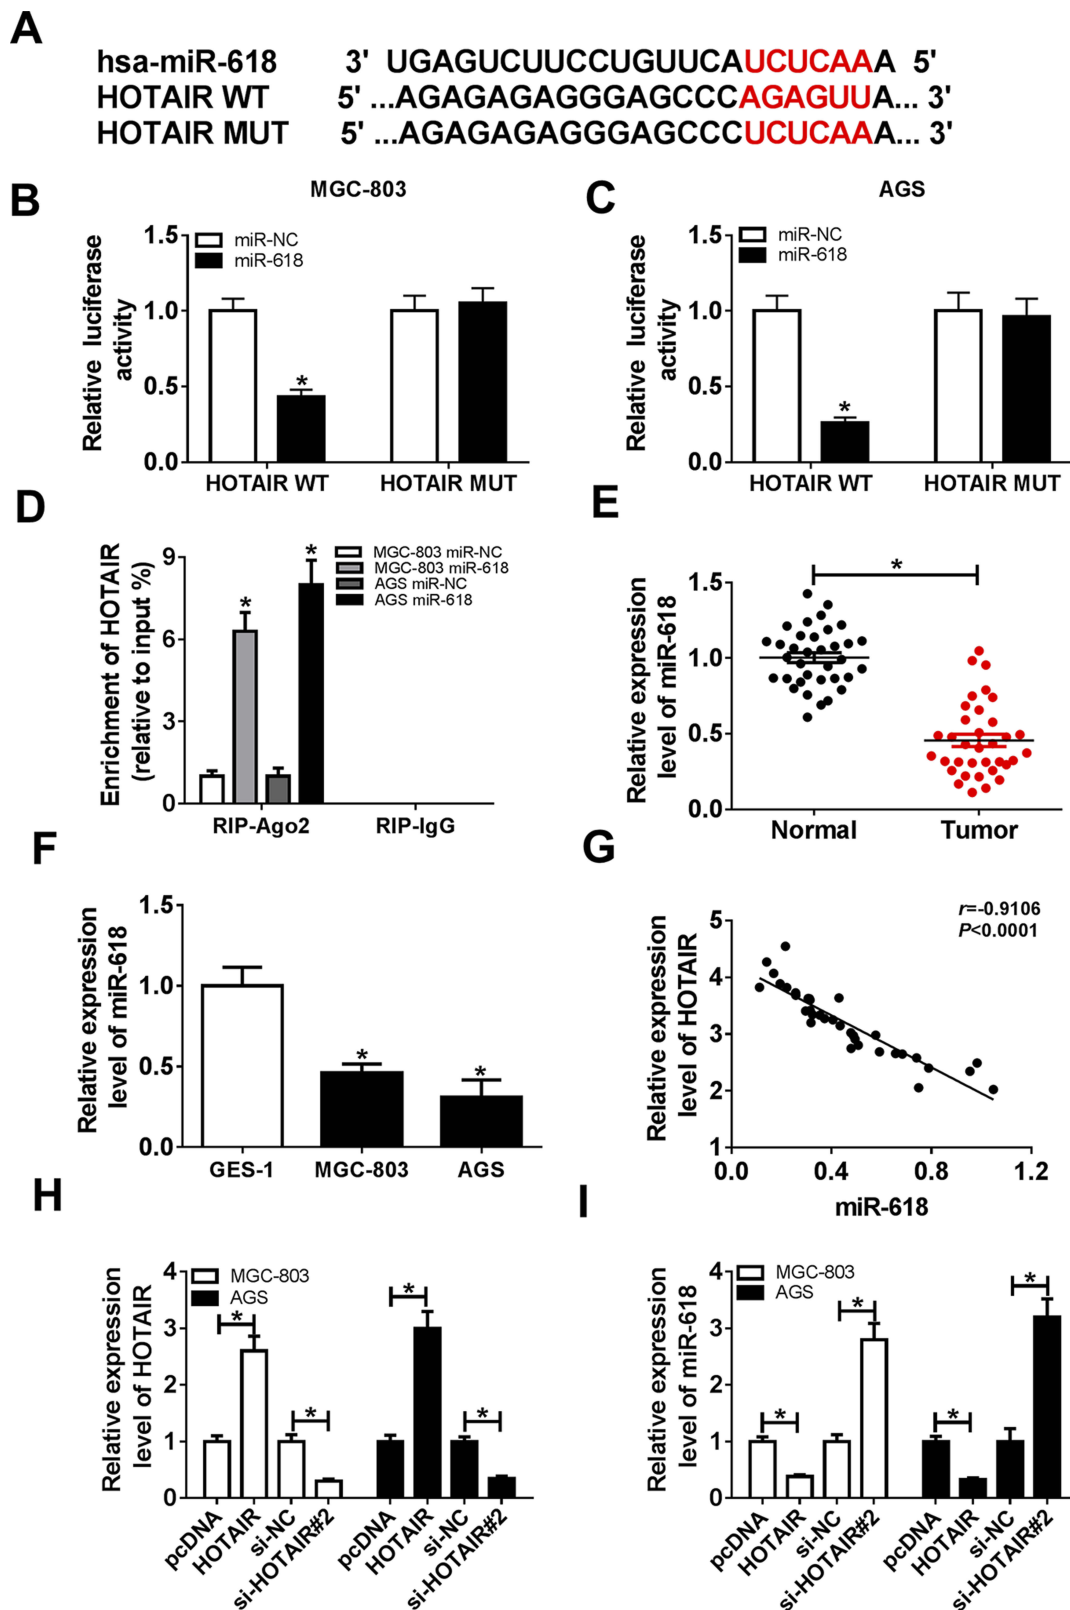 A
hsa-miR-618 3' UGAGUCUUCCUGUUCAUCUCAAA 5'
HOTAIR WT 5' ...AGAGAGAGGGAGCCCAGAGUUA... 3'
HOTAIR MUT 5' ...AGAGAGAGGGAGCCCUCUCAAA... 3'
B
MGC-803
Relative luciferase
activity
1.5
1.0
0.5
0.0
miR-NC
miR-618
*
HOTAIR WT HOTAIR MUT
C
AGS
Relative luciferase
activity
1.5
1.0
0.5
0.0
miR-NC
miR-618
*
HOTAIR WT HOTAIR MUT
D
Enrichment of HOTAIR
(relative to input %)
9
6
3
0
MGC-803 miR-NC
MGC-803 miR-618
AGS miR-NC
AGS miR-618
* *
RIP-Ago2 RIP-IgG
E
Relative expression
level of miR-618
1.5
1.0
0.5
0.0
*
Normal Tumor
F
Relative expression
level of miR-618
1.5
1.0
0.5
0.0
* *
GES-1 MGC-803 AGS
G
Relative expression
level of HOTAIR
5
4
3
2
1
r=-0.9106
P<0.0001
0.0 0.4 0.8 1.2
miR-618
H
Relative expression
level of HOTAIR
4
3
2
1
0
MGC-803
AGS
* * * *
pcDNA HOTAIR si-NC si-HOTAIR#2 pcDNA HOTAIR si-NC si-HOTAIR#2
I
Relative expression
level of miR-618
4
3
2
1
0
MGC-803
AGS
* * * *
pcDNA HOTAIR si-NC si-HOTAIR#2 pcDNA HOTAIR si-NC si-HOTAIR#2